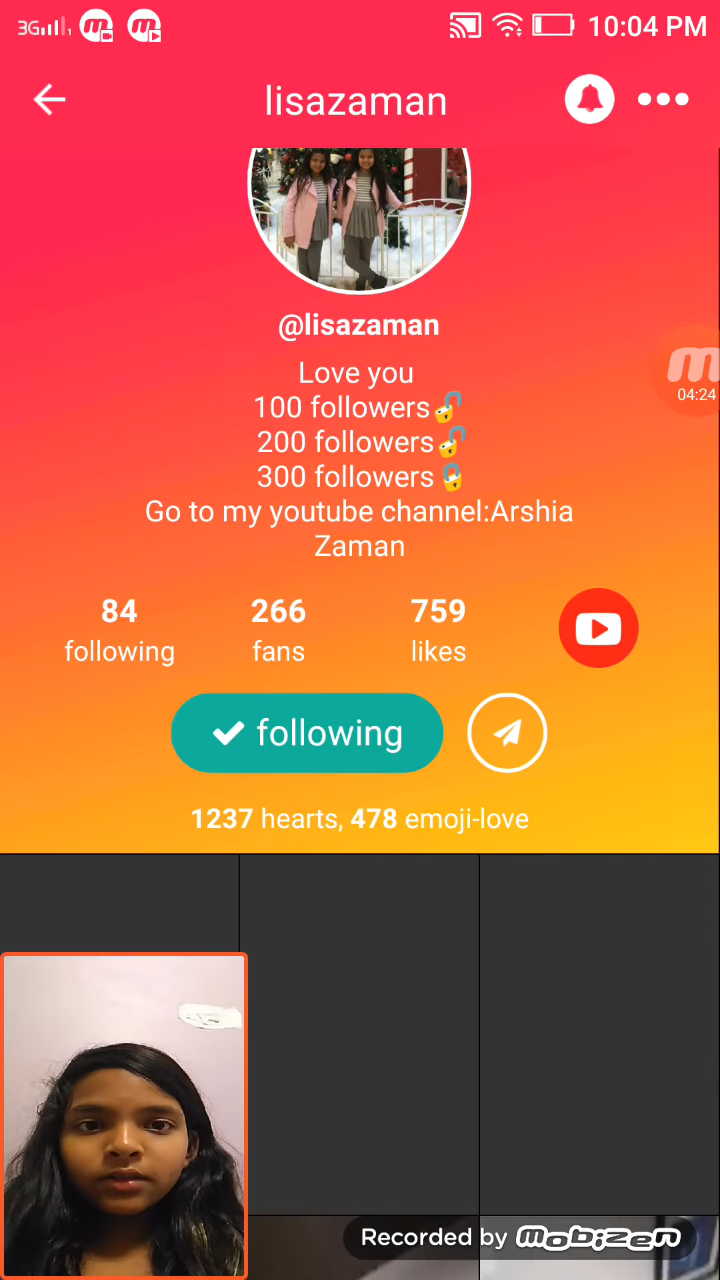 3G 10:04 PM
lisazaman
@lisazaman
Love you
100 followers🔓
200 followers🔓
300 followers🔒
04:24
Go to my youtube channel:Arshia
Zaman
84 266 759
following fans likes
✔ following
1237 hearts, 478 emoji-love
Recorded by mobizen